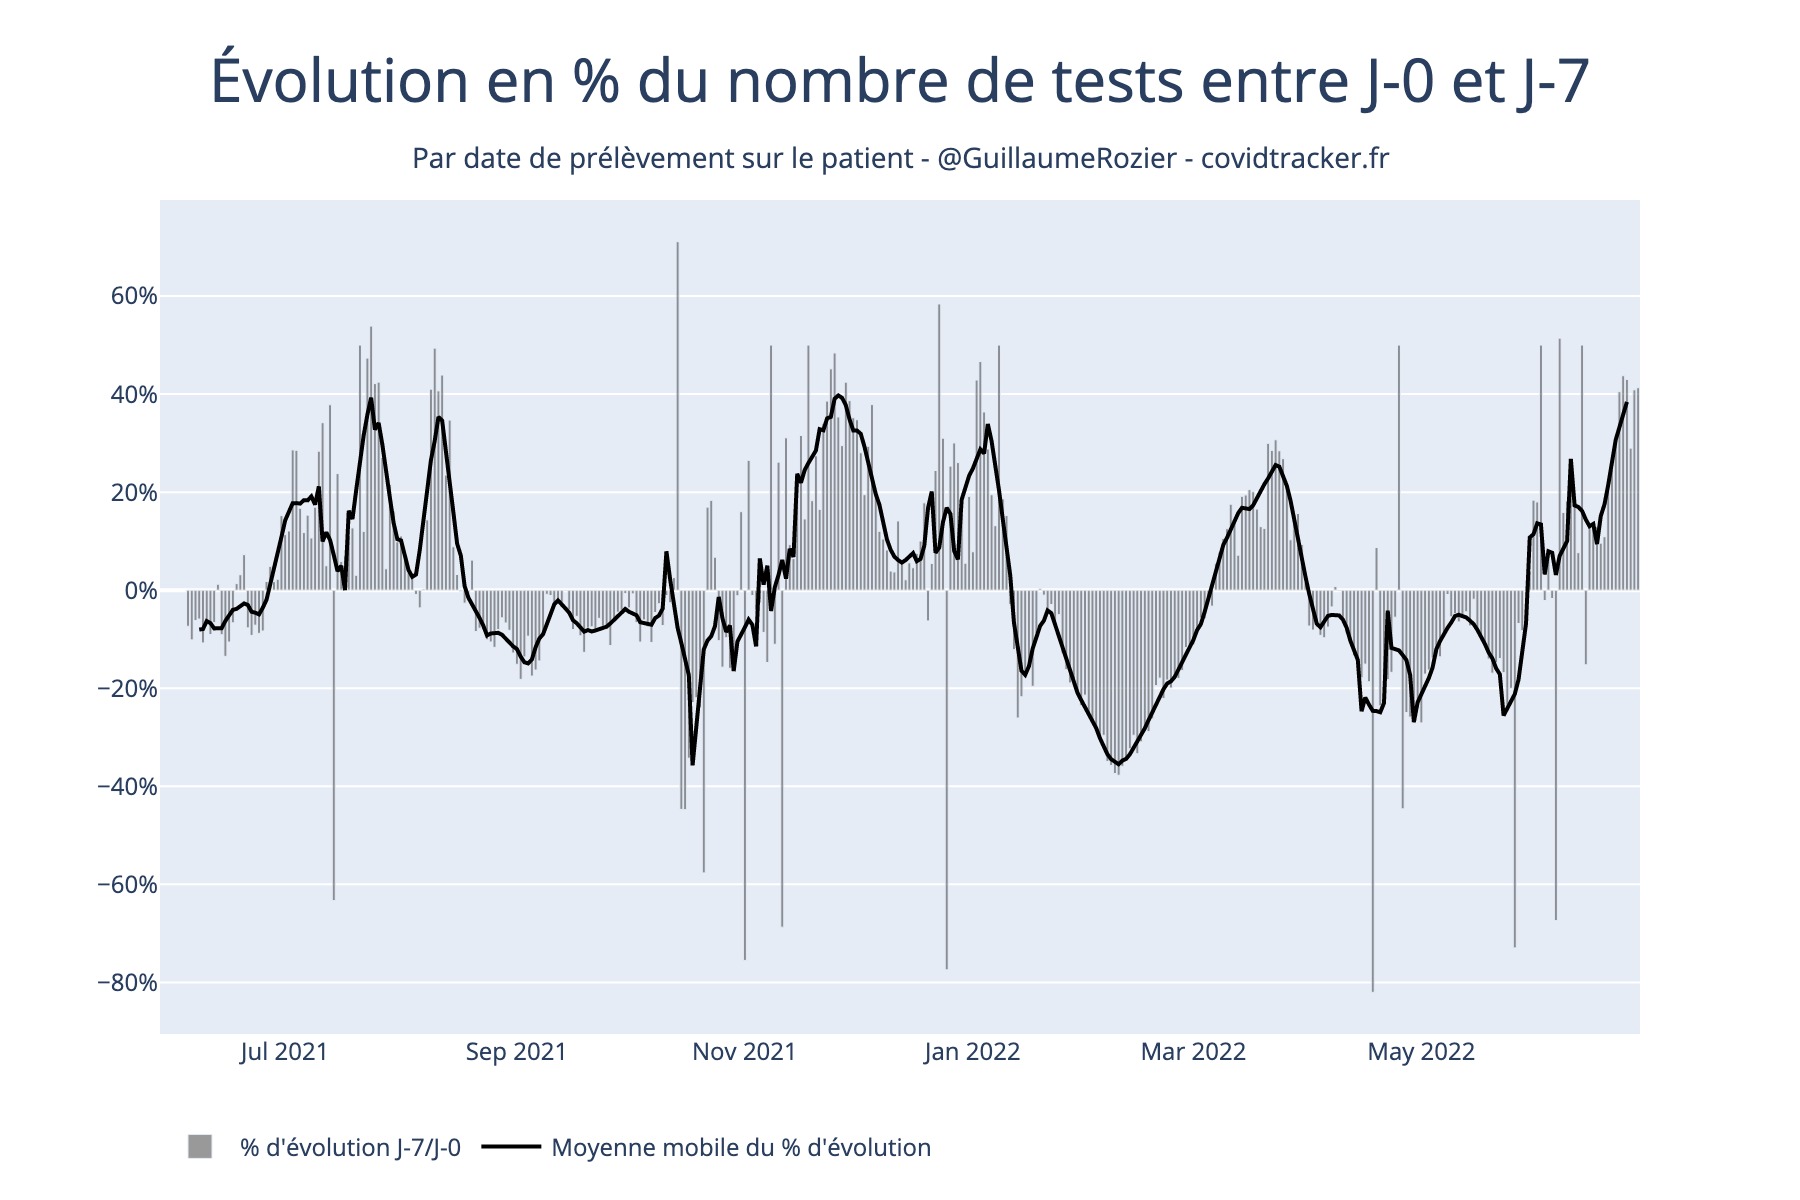 Évolution en % du nombre de tests entre J-0 et J-7
Par date de prélèvement sur le patient - @GuillaumeRozier - covidtracker.fr
60%
40%
20%
0%
−20%
−40%
−60%
−80%
Jul 2021 Sep 2021 Nov 2021 Jan 2022 Mar 2022 May 2022
% d'évolution J-7/J-0 Moyenne mobile du % d'évolution